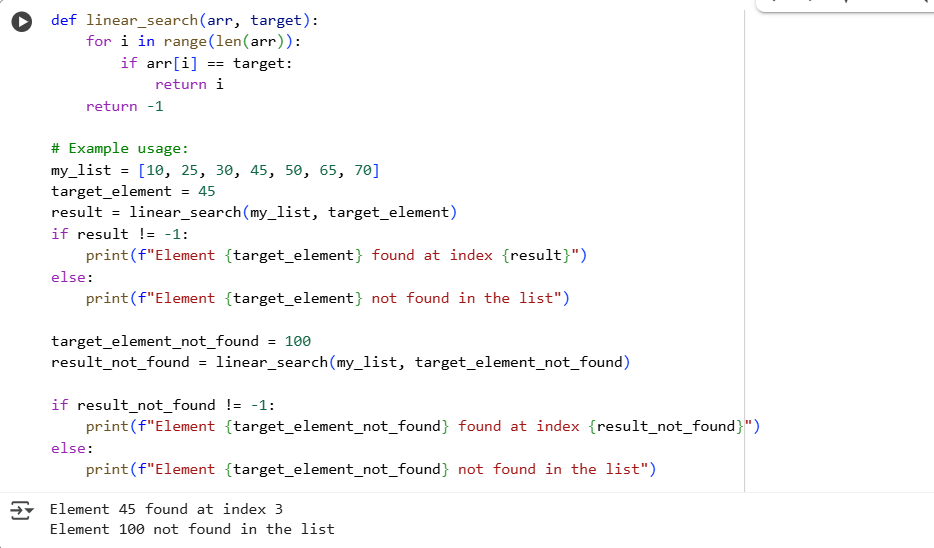 def linear_search(arr, target):
    for i in range(len(arr)):
        if arr[i] == target:
            return i
    return -1

# Example usage:
my_list = [10, 25, 30, 45, 50, 65, 70]
target_element = 45
result = linear_search(my_list, target_element)
if result != -1:
    print(f"Element {target_element} found at index {result}")
else:
    print(f"Element {target_element} not found in the list")

target_element_not_found = 100
result_not_found = linear_search(my_list, target_element_not_found)

if result_not_found != -1:
    print(f"Element {target_element_not_found} found at index {result_not_found}")
else:
    print(f"Element {target_element_not_found} not found in the list")

Element 45 found at index 3
Element 100 not found in the list